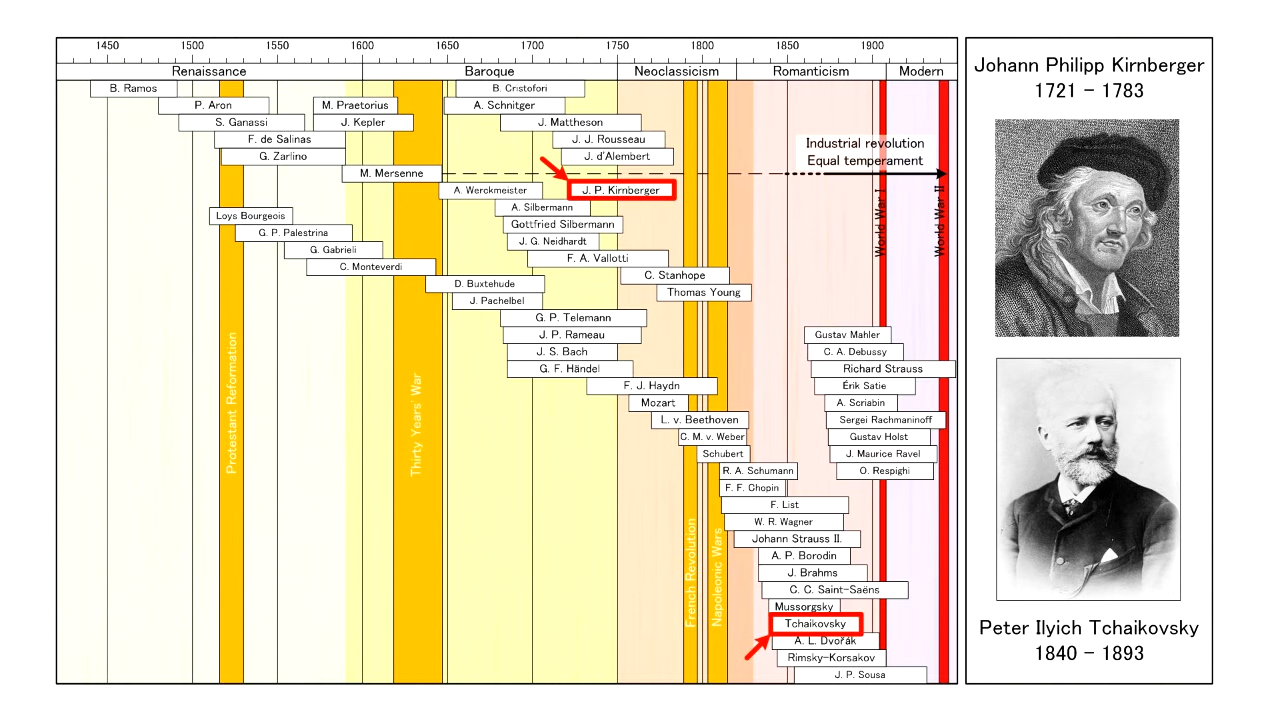 1450 1500 1550 1600 1650 1700 1750 1800 1850 1900
Renaissance Baroque Neoclassicism Romanticism Modern
B. Ramos B. Cristofori
P. Aron M. Praetorius A. Schnitger
S. Ganassi J. Kepler J. Mattheson
F. de Salinas J. J. Rousseau
G. Zarlino J. d'Alembert
Industrial revolution
Equal temperament
M. Mersenne
A. Werckmeister J. P. Kirnberger
A. Silbermann
Loys Bourgeois Gottfried Silbermann
G. P. Palestrina J. G. Neidhardt
G. Gabrieli F. A. Vallotti
C. Monteverdi C. Stanhope
D. Buxtehude Thomas Young
J. Pachelbel
G. P. Telemann
J. P. Rameau Gustav Mahler
J. S. Bach C. A. Debussy
G. F. Händel Richard Strauss
F. J. Haydn Érik Satie
Mozart A. Scriabin
L. v. Beethoven Sergei Rachmaninoff
C. M. v. Weber Gustav Holst
Schubert J. Maurice Ravel
R. A. Schumann O. Respighi
F. F. Chopin
F. List
W. R. Wagner
Johann Strauss II.
A. P. Borodin
J. Brahms
C. C. Saint-Saëns
Mussorgsky
Tchaikovsky
A. L. Dvořák
Rimsky-Korsakov
J. P. Sousa
Protestant Reformation
Thirty Years' War
French Revolution
Napoleonic Wars
World War I
World War II
Johann Philipp Kirnberger
1721 - 1783
Peter Ilyich Tchaikovsky
1840 - 1893